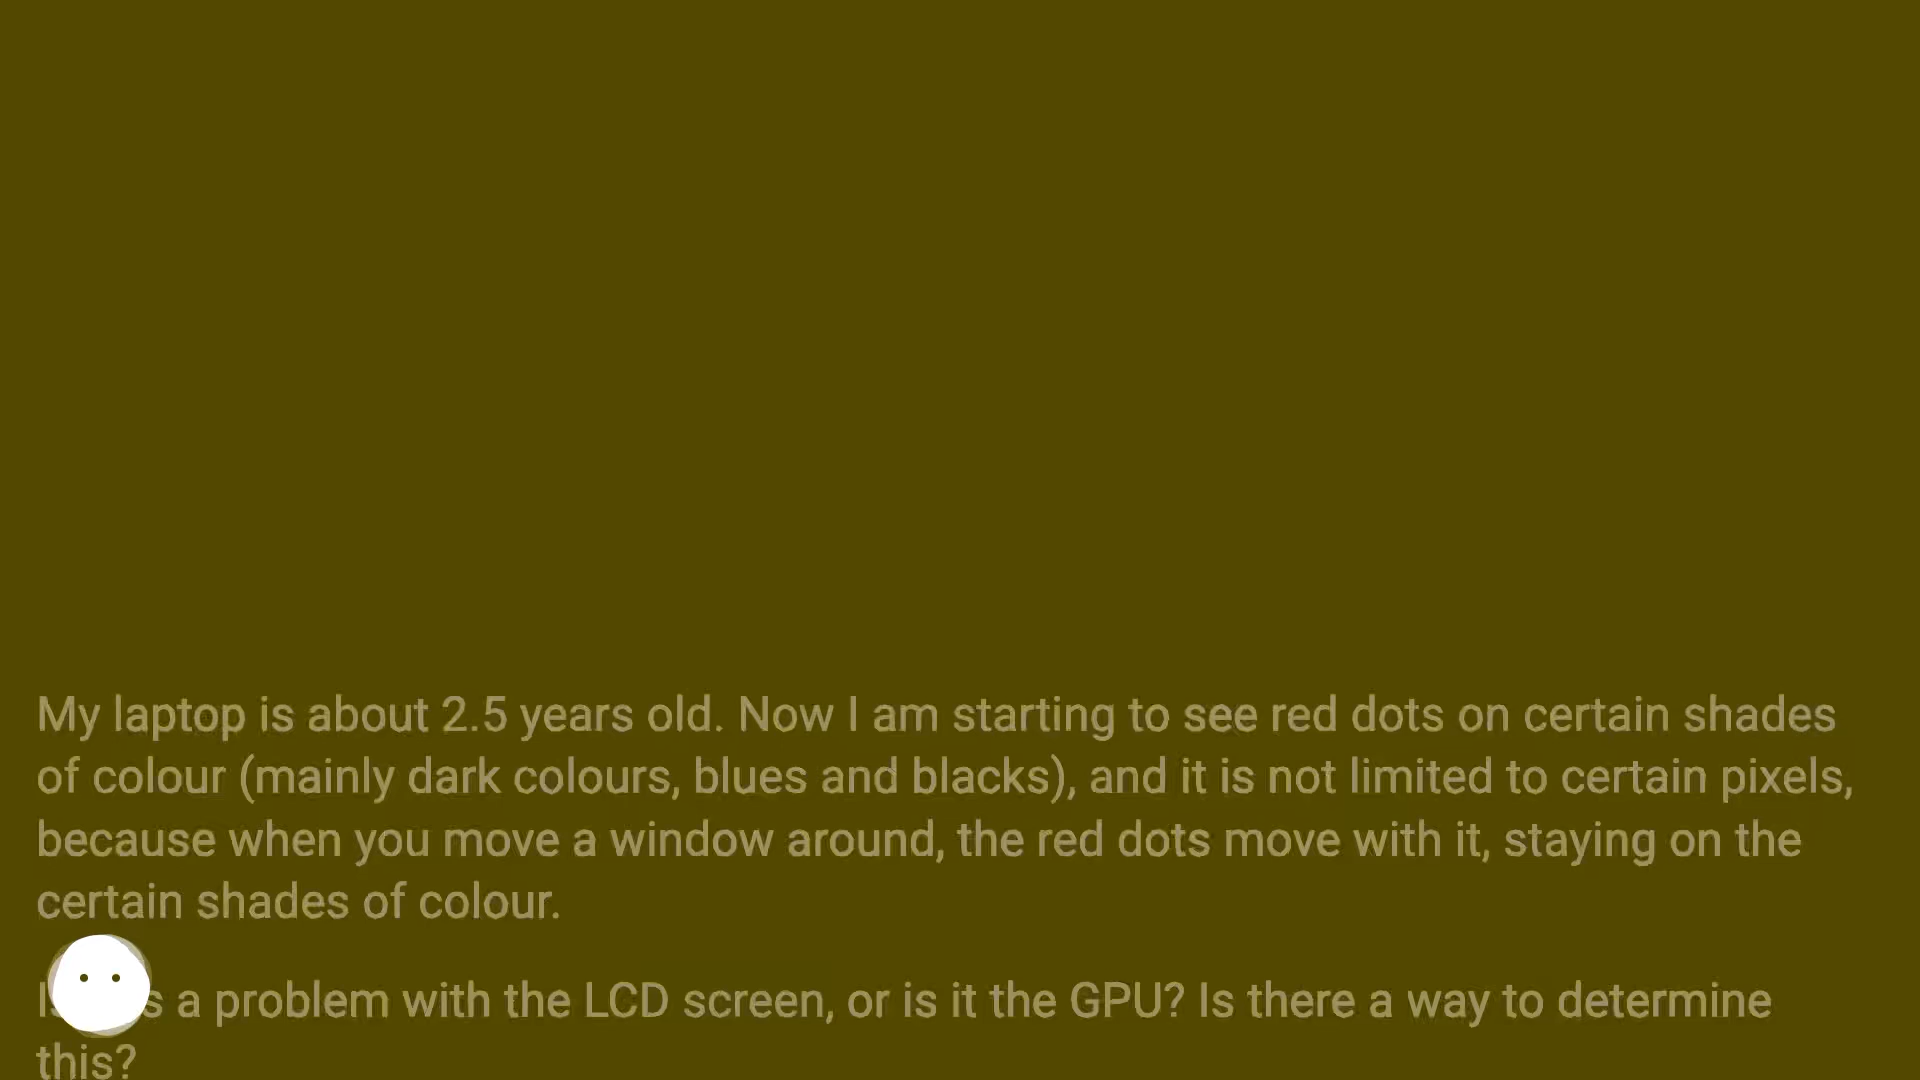 My laptop is about 2.5 years old. Now I am starting to see red dots on certain shades
of colour (mainly dark colours, blues and blacks), and it is not limited to certain pixels,
because when you move a window around, the red dots move with it, staying on the
certain shades of colour.
a problem with the LCD screen, or is it the GPU? Is there a way to determine
this?